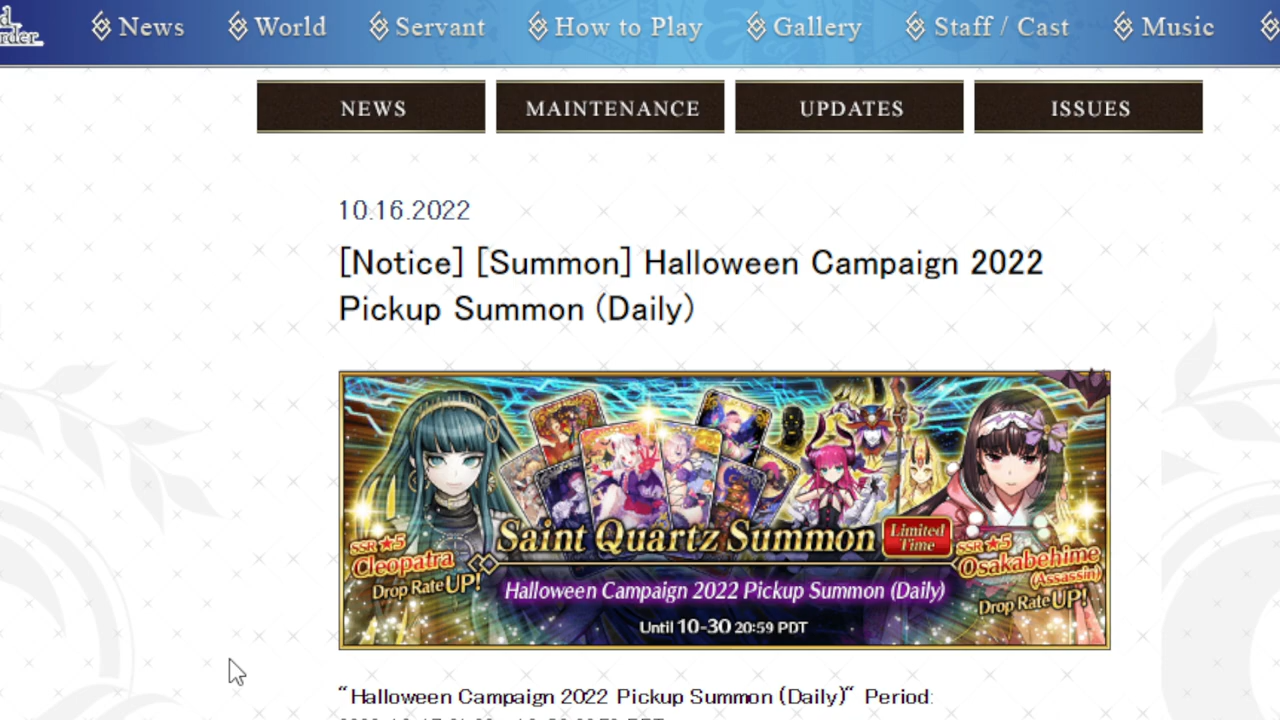 News World Servant How to Play Gallery Staff / Cast Music
NEWS MAINTENANCE UPDATES ISSUES
10.16.2022
[Notice] [Summon] Halloween Campaign 2022
Pickup Summon (Daily)
Saint Quartz Summon
Limited
Time
SSR ★5
Cleopatra
Drop Rate UP!
SSR ★5
Osakabehime
(Assassin)
Drop Rate UP!
Halloween Campaign 2022 Pickup Summon (Daily)
Until 10-30 20:59 PDT
“Halloween Campaign 2022 Pickup Summon (Daily)“ Period: